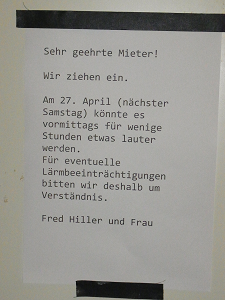 Sehr geehrte Mieter!
Wir ziehen ein.
Am 27. April (nächster
Samstag) könnte es
vormittags für wenige
Stunden etwas lauter
werden.
Für eventuelle
Lärmbeeinträchtigungen
bitten wir deshalb um
Verständnis.
Fred Hiller und Frau